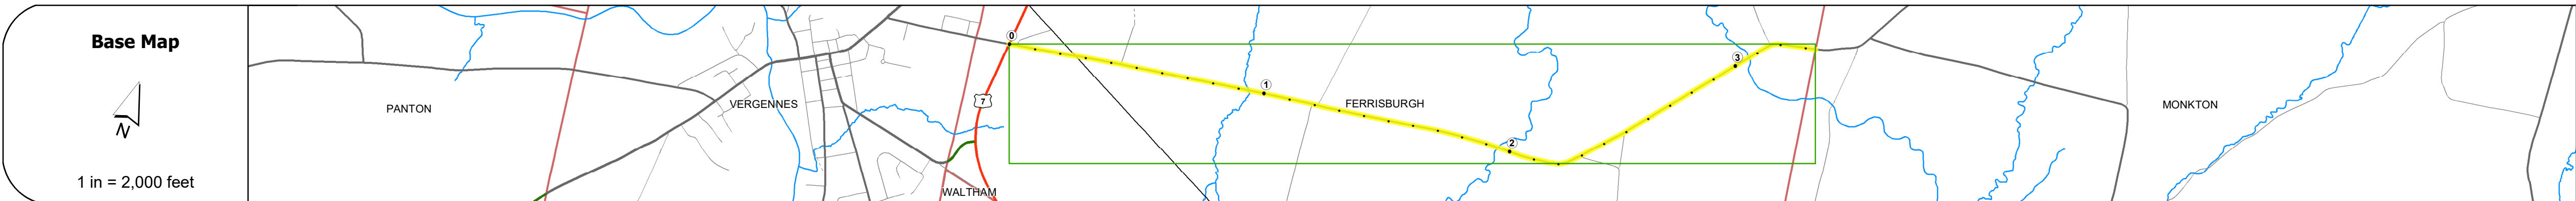 Base Map
N
1 in = 2,000 feet
PANTON
VERGENNES
WALTHAM
7
0
1
2
3
FERRISBURGH
MONKTON